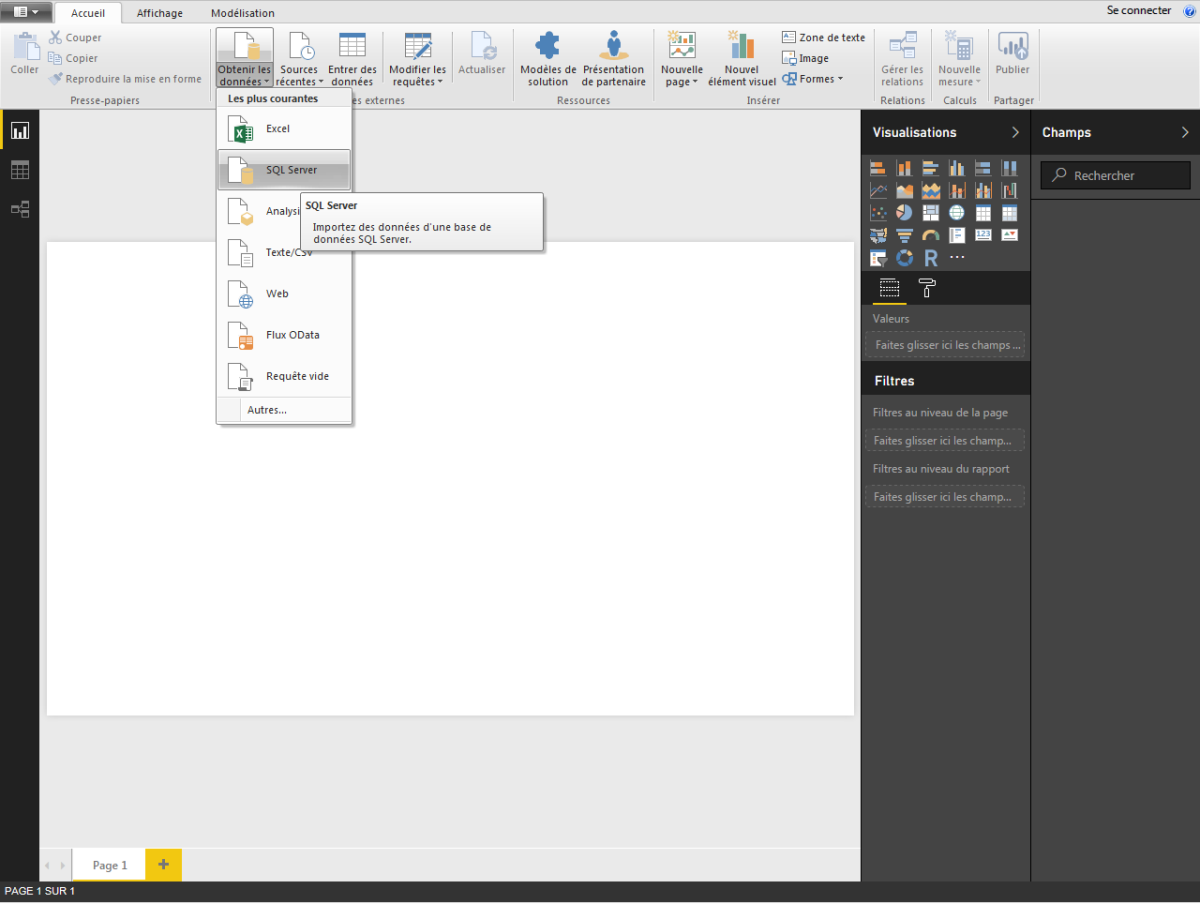 Accueil
Affichage
Modélisation
Se connecter
Coller
Couper
Copier
Reproduire la mise en forme
Presse-papiers
Obtenir les
données
Sources
récentes
Entrer des
données
Modifier les
requêtes
Actualiser
es externes
Modèles de
solution
Présentation
de partenaire
Ressources
Nouvelle
page
Nouvel
élément visuel
Zone de texte
Image
Formes
Insérer
Gérer les
relations
Relations
Nouvelle
mesure
Calculs
Publier
Partager
Les plus courantes
Excel
SQL Server
Analysi
SQL Server
Importez des données d'une base de
données SQL Server.
Texte/CSV
Web
Flux OData
Requête vide
Autres...
Visualisations
R
123
...
Valeurs
Faites glisser ici les champs ...
Filtres
Filtres au niveau de la page
Faites glisser ici les champ...
Filtres au niveau du rapport
Faites glisser ici les champ...
Champs
Rechercher
Page 1
PAGE 1 SUR 1